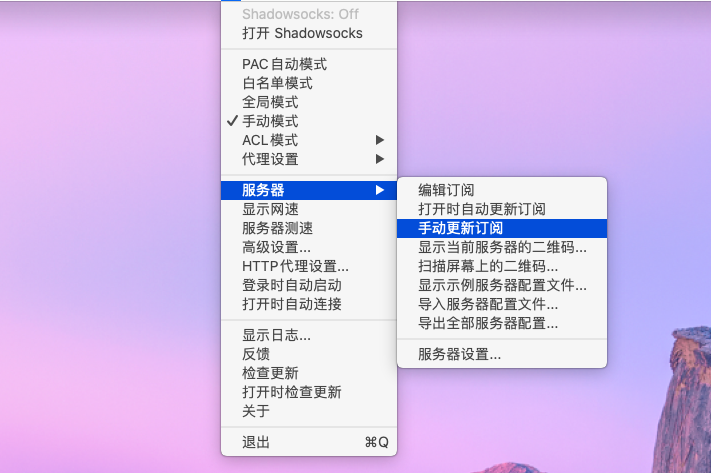 Shadowsocks: Off
打开 Shadowsocks
PAC自动模式
白名单模式
全局模式
✓ 手动模式
ACL模式
代理设置
服务器
显示网速
服务器测速
高级设置...
HTTP代理设置...
登录时自动启动
打开时自动连接
显示日志...
反馈
检查更新
打开时检查更新
关于
退出 ⌘Q
编辑订阅
打开时自动更新订阅
手动更新订阅
显示当前服务器的二维码...
扫描屏幕上的二维码...
显示示例服务器配置文件...
导入服务器配置文件...
导出全部服务器配置...
服务器设置...